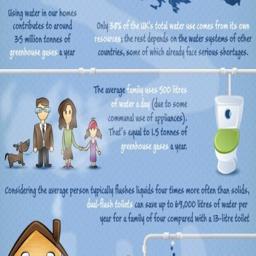 Using water in our homes
contributes to around
35 million tonnes of
greenhouse gases a year
Only 38% of the UK's total water use comes from its own
resources; the rest depends on the water systems of other
countries, some of which already face serious shortages.
The average family uses 500 litres
of water a day (due to some
communal use of appliances).
That's equal to 1.5 tonnes of
greenhouse gases a year.
Considering the average person typically flushes liquids four times more often than solids,
dual-flush toilets can save up to 69,000 litres of water per
year for a family of four compared with a 13-litre toilet